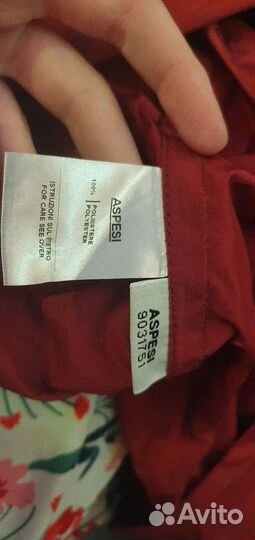 ASPESI
100%
POLIESTERE
POLYESTER
ISTRUZIONI SUL RETRO
FOR CARE SEE OVER
ASPESI
9031751
Avito